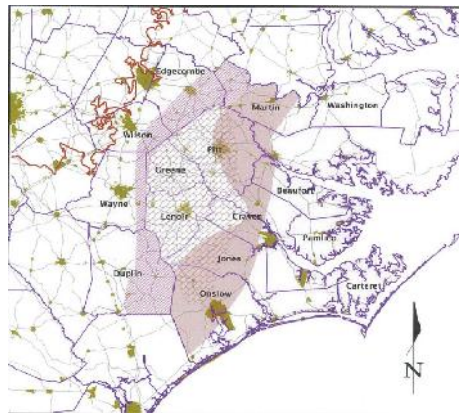 Edgecombe
Martin
Washington
Wilson
Pitt
Greene
Beaufort
Wayne
Lenoir
Craven
Pamlico
Jones
Duplin
Onslow
Carteret
N